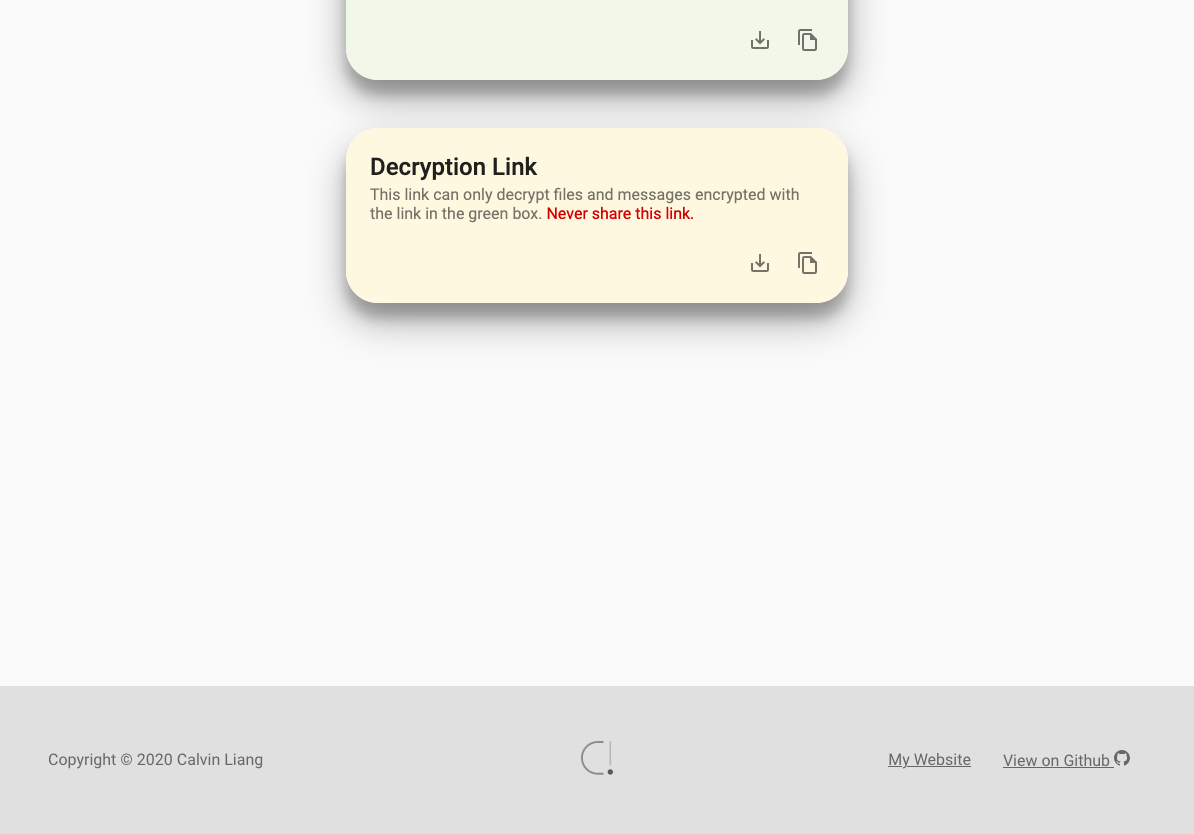 Decryption Link
This link can only decrypt files and messages encrypted with
the link in the green box. Never share this link.
Copyright © 2020 Calvin Liang
My Website
View on Github